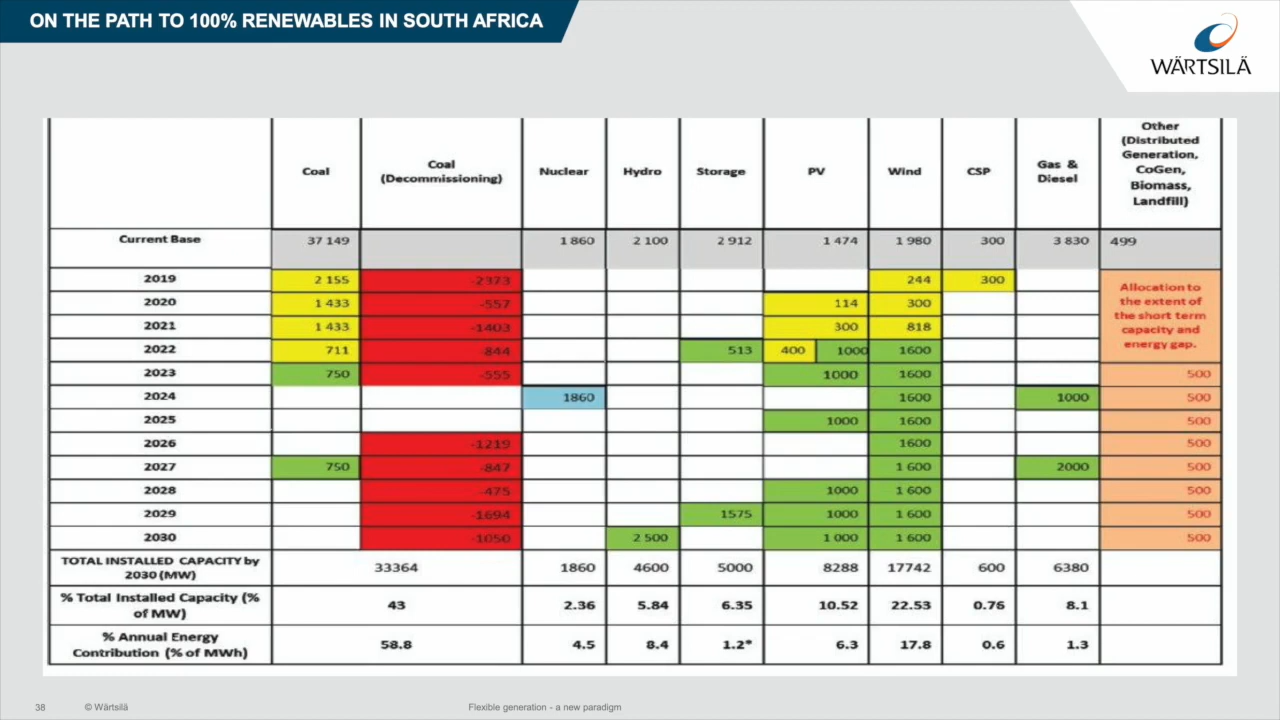 ON THE PATH TO 100% RENEWABLES IN SOUTH AFRICA
WÄRTSILÄ
Coal
Coal
(Decommissioning)
Nuclear
Hydro
Storage
PV
Wind
CSP
Gas &
Diesel
Other
(Distributed
Generation,
CoGen,
Biomass,
Landfill)
Current Base 37 149 1 860 2 100 2 912 1 474 1 980 300 3 830 499
2019 2 155 -2373 244 300
2020 1 433 -557 114 300
2021 1 433 -1403 300 818
2022 711 -844 513 400 1000 1600
Allocation to
the extent of
the short term
capacity and
energy gap.
2023 750 -555 1000 1600 500
2024 1860 1600 1000 500
2025 1000 1600 500
2026 -1219 1600 500
2027 750 -847 1 600 2000 500
2028 -475 1000 1 600 500
2029 -1694 1575 1000 1 600 500
2030 -1050 2 500 1 000 1 600 500
TOTAL INSTALLED CAPACITY by
2030 (MW)
33364 1860 4600 5000 8288 17742 600 6380
% Total Installed Capacity (%
of MW)
43 2.36 5.84 6.35 10.52 22.53 0.76 8.1
% Annual Energy
Contribution (% of MWh)
58.8 4.5 8.4 1.2* 6.3 17.8 0.6 1.3
38 © Wärtsilä Flexible generation - a new paradigm